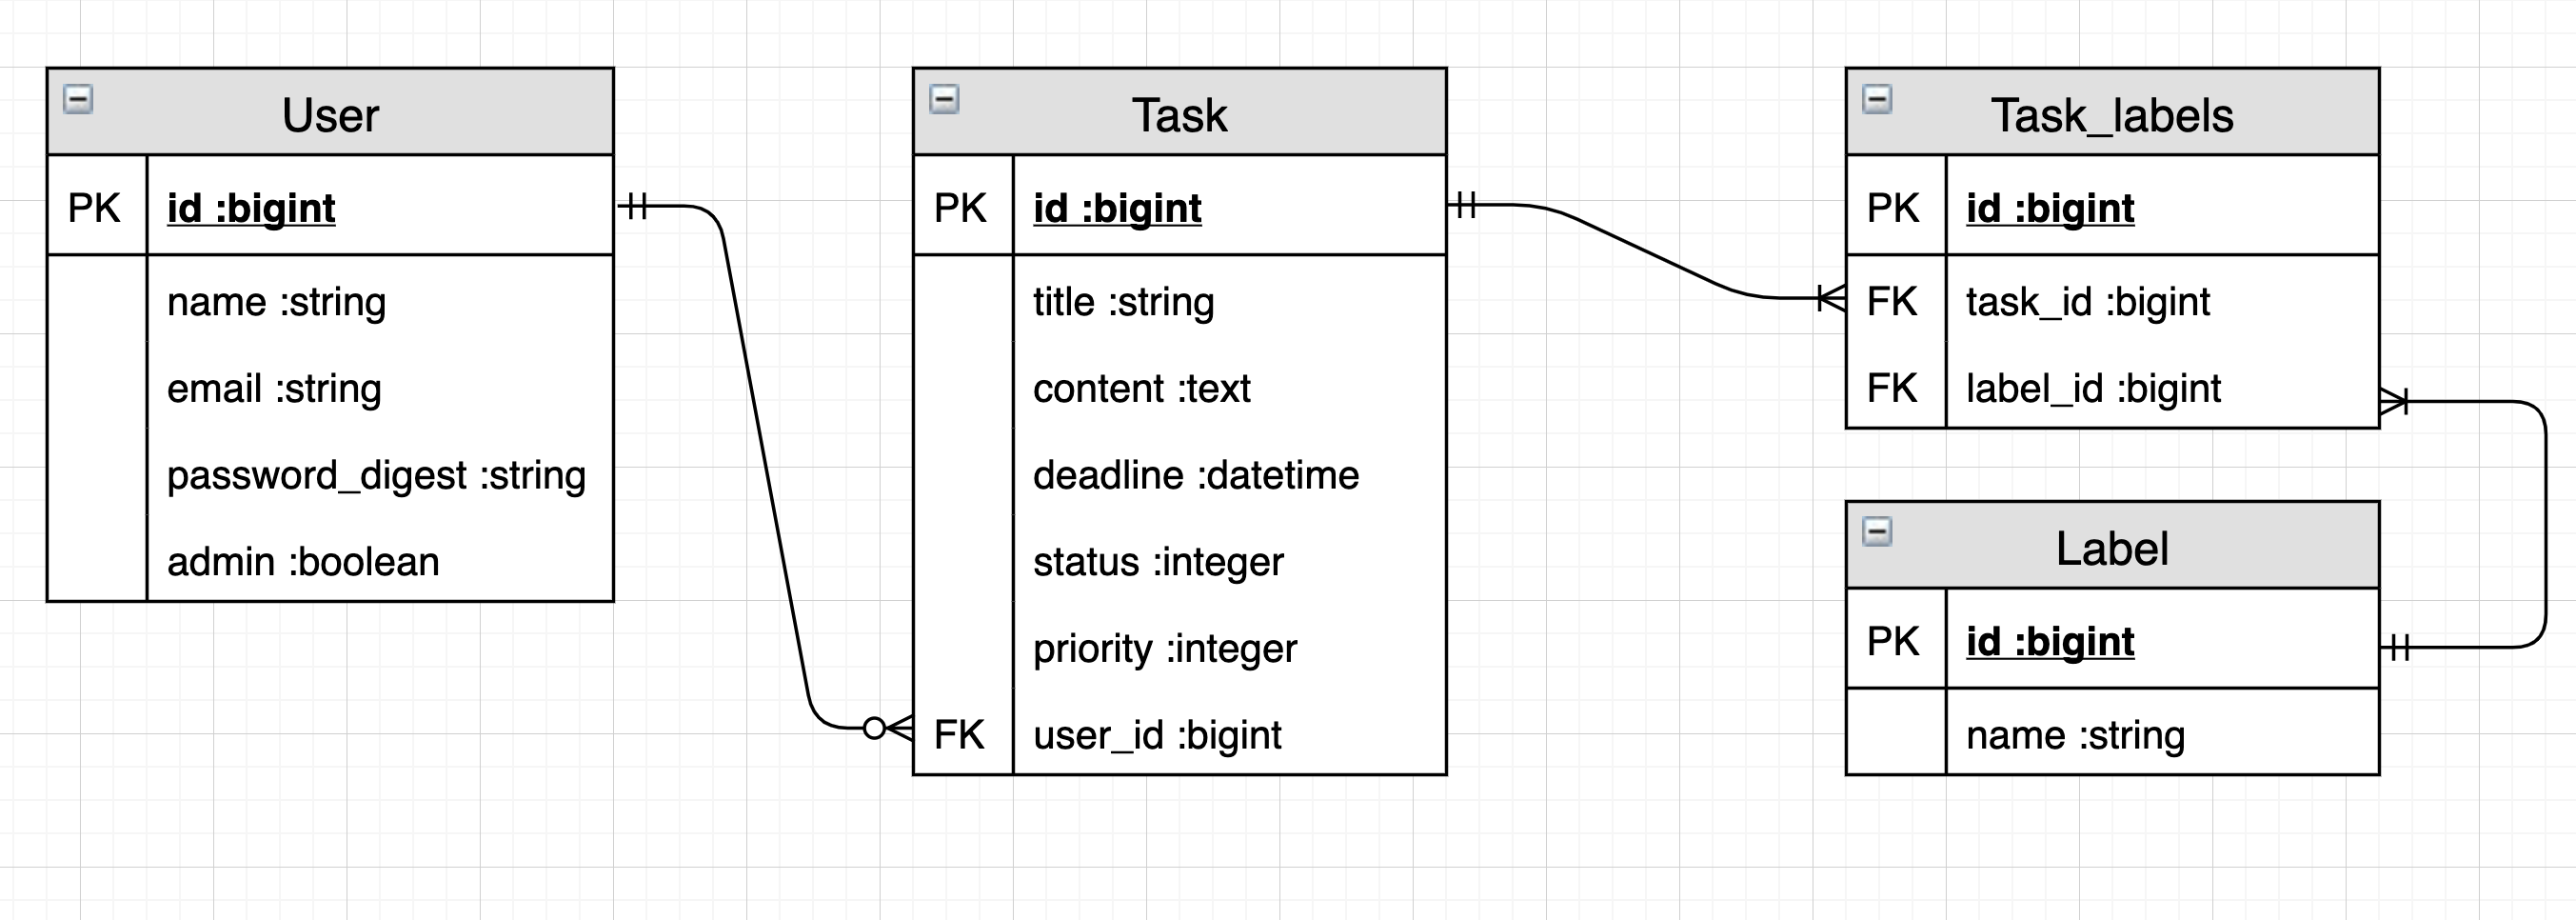 User
PK id :bigint
name :string
email :string
password_digest :string
admin :boolean
Task
PK id :bigint
title :string
content :text
deadline :datetime
status :integer
priority :integer
FK user_id :bigint
Task_labels
PK id :bigint
FK task_id :bigint
FK label_id :bigint
Label
PK id :bigint
name :string